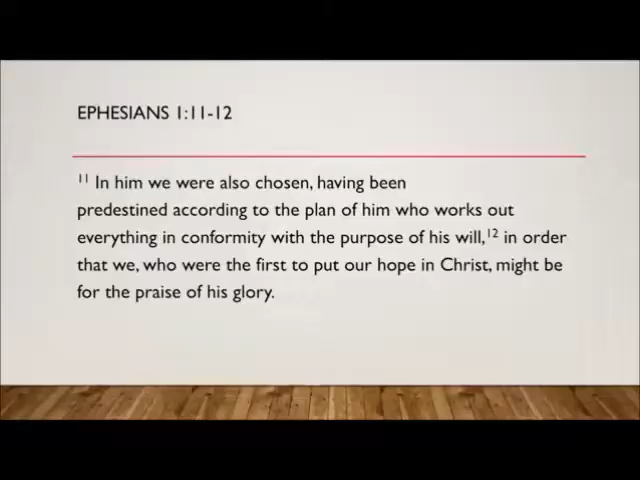 EPHESIANS 1:11-12
11 In him we were also chosen, having been
predestined according to the plan of him who works out
everything in conformity with the purpose of his will,12 in order
that we, who were the first to put our hope in Christ, might be
for the praise of his glory.